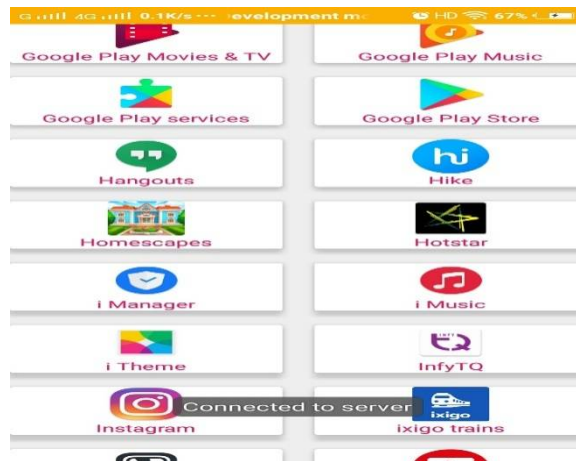 G 4G 0.1K/s ··· evelopment m HD 67%
Google Play Movies & TV Google Play Music
Google Play services Google Play Store
hi
Hangouts Hike
Homescapes Hotstar
i Manager i Music
i Theme InfyTQ
Connected to server
ixigo
Instagram ixigo trains